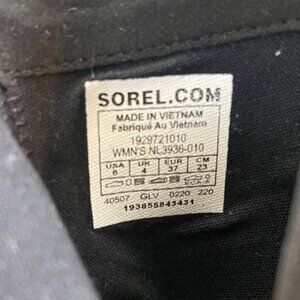 SOREL.COM
MADE IN VIETNAM
Fabriqué Au Vietnam
1929721010
WMN'S NL3936-010
USA UK EUR CM
6 4 37 23
40507 GLV 0220 220
193855843431